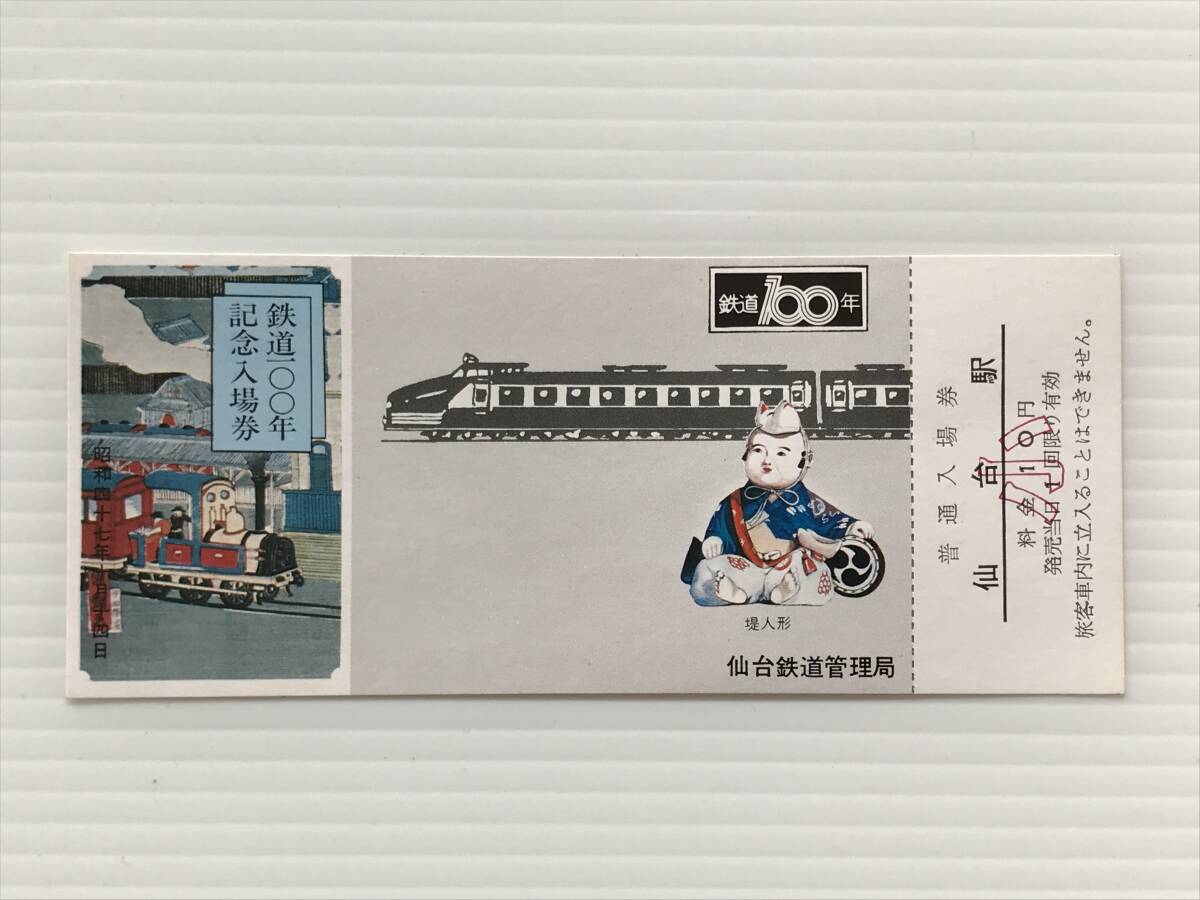 鉄道一〇〇年
記念入場券
昭和四十七年十月十四日
鉄道100年
堤人形
仙台鉄道管理局
普通入場券
仙台駅
料金10円
小
発売当日1回限り有効
旅客車内に立入ることはできません。